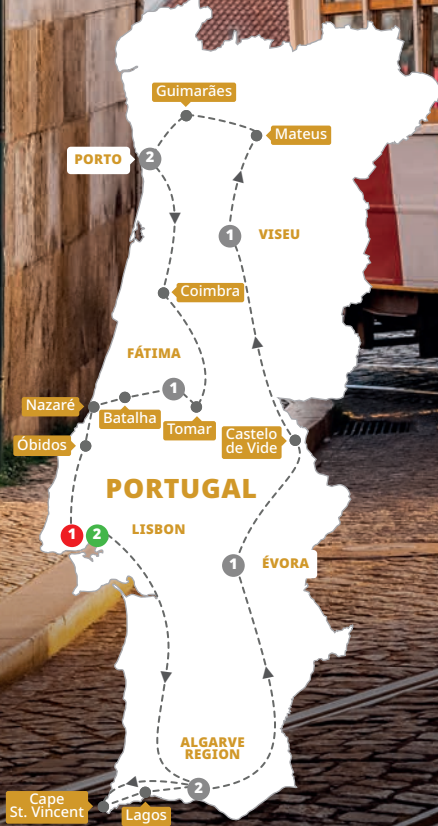 Guimarães
Mateus
PORTO
2
1
VISEU
Coimbra
FÁTIMA
1
Nazaré
Batalha
Tomar
Óbidos
Castelo
de Vide
PORTUGAL
1
2
LISBON
1
ÉVORA
ALGARVE
REGION
2
Cape
St. Vincent
Lagos